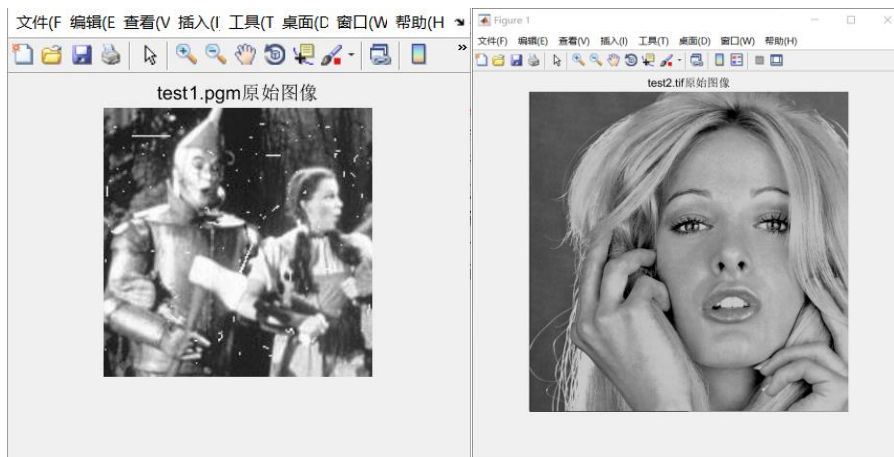 文件(F 编辑(E 查看(V 插入(I 工具(T 桌面(D 窗口(W 帮助(H
test1.pgm原始图像
Figure 1
文件(F) 编辑(E) 查看(V) 插入(I) 工具(T) 桌面(D) 窗口(W) 帮助(H)
test2.tif原始图像